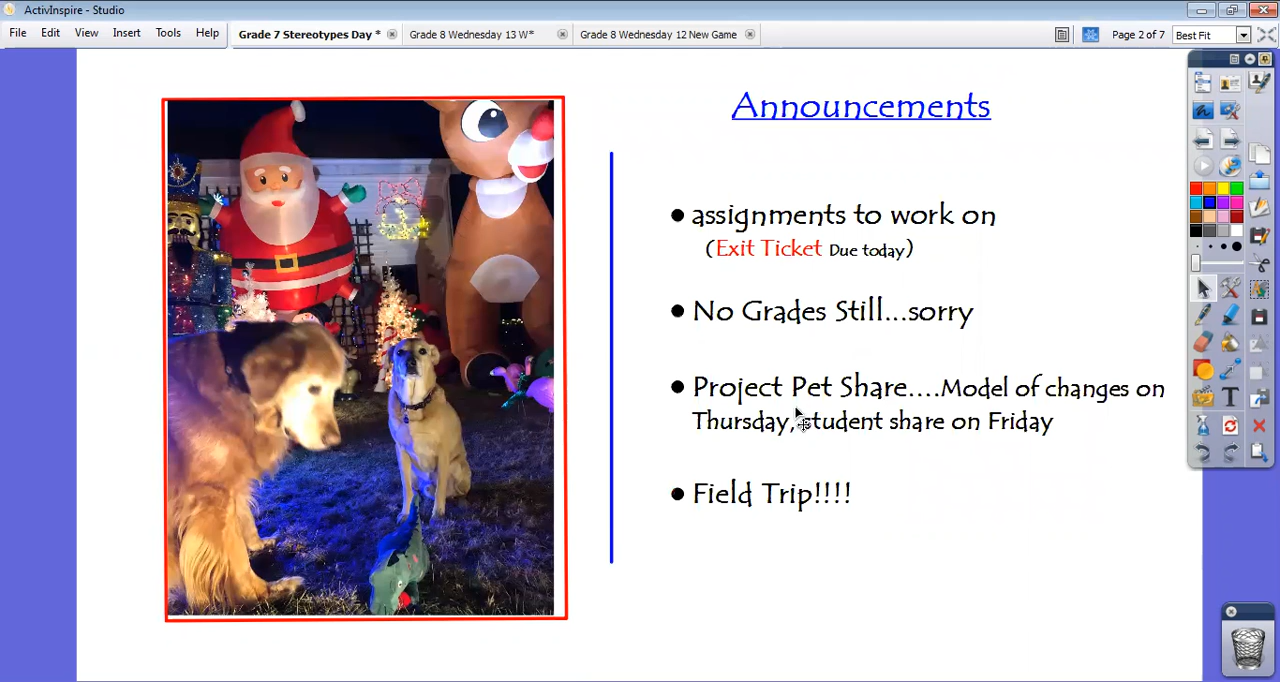 ActivInspire - Studio
File Edit View Insert Tools Help
Grade 7 Stereotypes Day *
Grade 8 Wednesday 13 W*
Grade 8 Wednesday 12 New Game
Page 2 of 7
Best Fit
Announcements
• assignments to work on
(Exit Ticket Due today)
• No Grades Still...sorry
• Project Pet Share....Model of changes on
Thursday, student share on Friday
• Field Trip!!!!